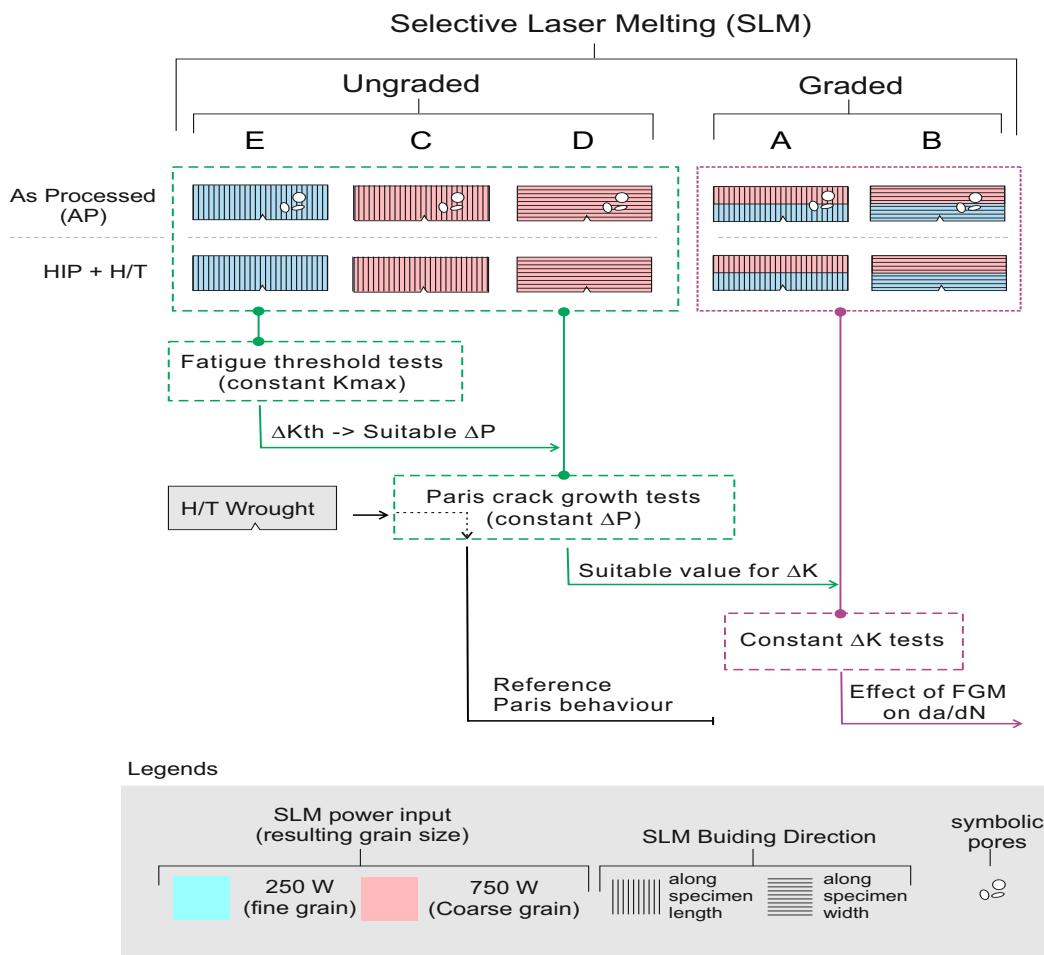 Selective Laser Melting (SLM)
Ungraded
Graded
E
C
D
A
B
As Processed
(AP)
HIP + H/T
Fatigue threshold tests
(constant Kmax)
ΔKth -> Suitable ΔP
H/T Wrought
Paris crack growth tests
(constant ΔP)
Suitable value for ΔK
Constant ΔK tests
Reference
Paris behaviour
Effect of FGM
on da/dN
Legends
SLM power input
(resulting grain size)
SLM Buiding Direction
symbolic
pores
250 W
(fine grain)
750 W
(Coarse grain)
along
specimen
length
along
specimen
width